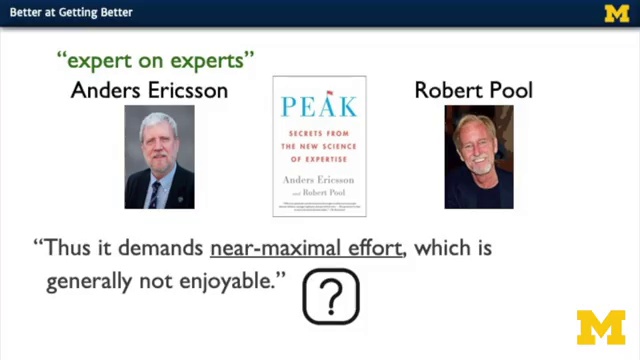 Better at Getting Better
M
"expert on experts"
Anders Ericsson
Robert Pool
PEAK
SECRETS FROM
THE NEW SCIENCE
OF EXPERTISE
Anders Ericsson
and Robert Pool
"Thus it demands near-maximal effort, which is
generally not enjoyable."
?
M